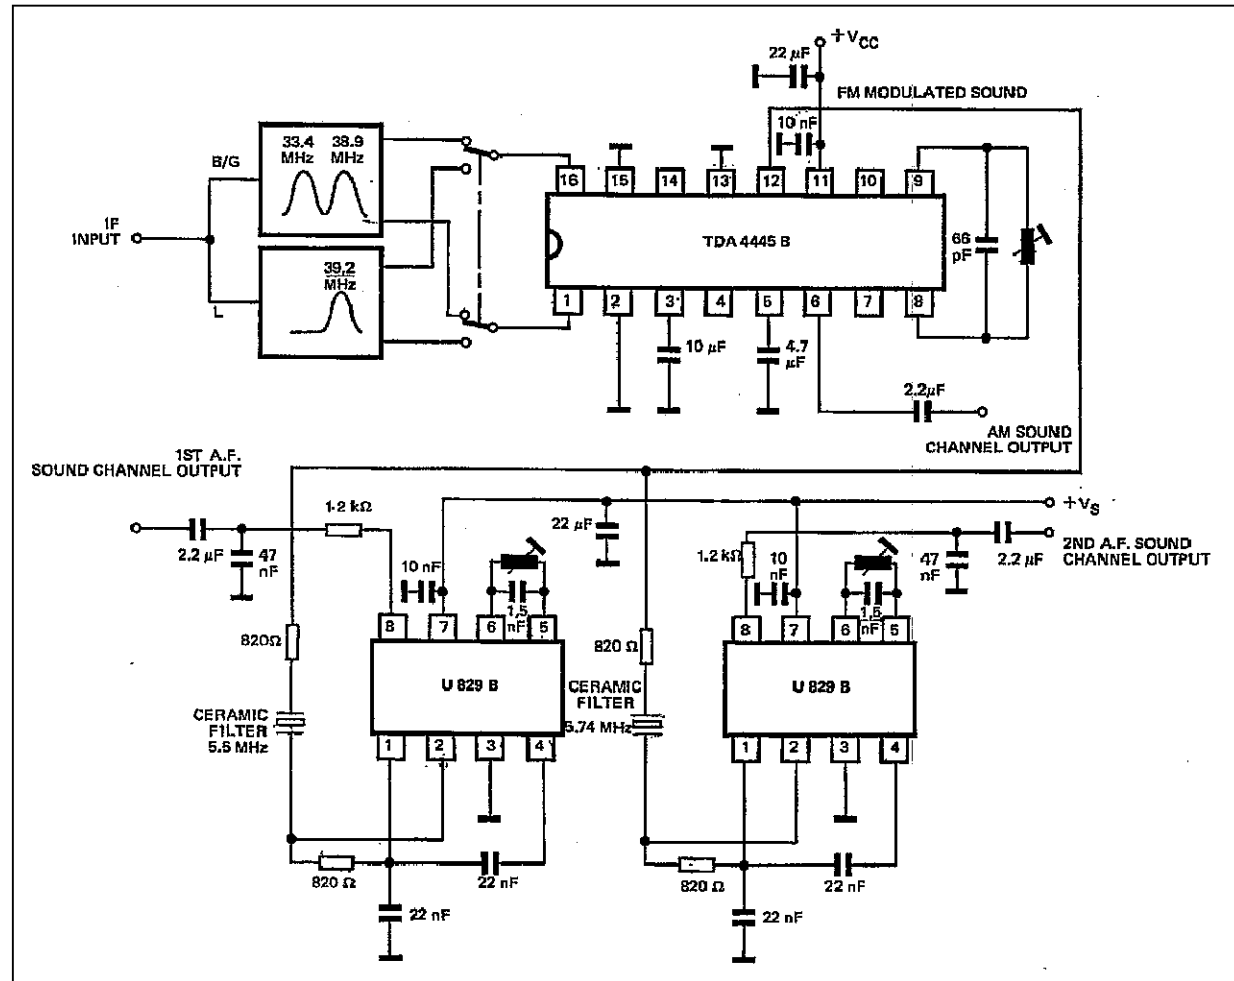 +VCC
22 µF
FM MODULATED SOUND
10 nF
33.4 MHz
38.9 MHz
B/G
IF INPUT
39.2 MHz
L
16
15
14
13
12
11
10
9
TDA 4445 B
66 pF
1
2
3
4
5
6
7
8
10 µF
4.7 µF
2.2µF
AM SOUND
CHANNEL OUTPUT
1ST A.F.
SOUND CHANNEL OUTPUT
1.2 kΩ
+VS
22 µF
2.2 µF
47 nF
10 nF
1.5 nF
1.2 kΩ
10 nF
1.5 nF
47 nF
2.2 µF
2ND A.F. SOUND
CHANNEL OUTPUT
8
7
6
5
8
7
6
5
820Ω
820 Ω
U 829 B
U 829 B
CERAMIC
FILTER
5.5 MHz
CERAMIC
FILTER
5.74 MHz
1
2
3
4
1
2
3
4
820 Ω
22 nF
820 Ω
22 nF
22 nF
22 nF